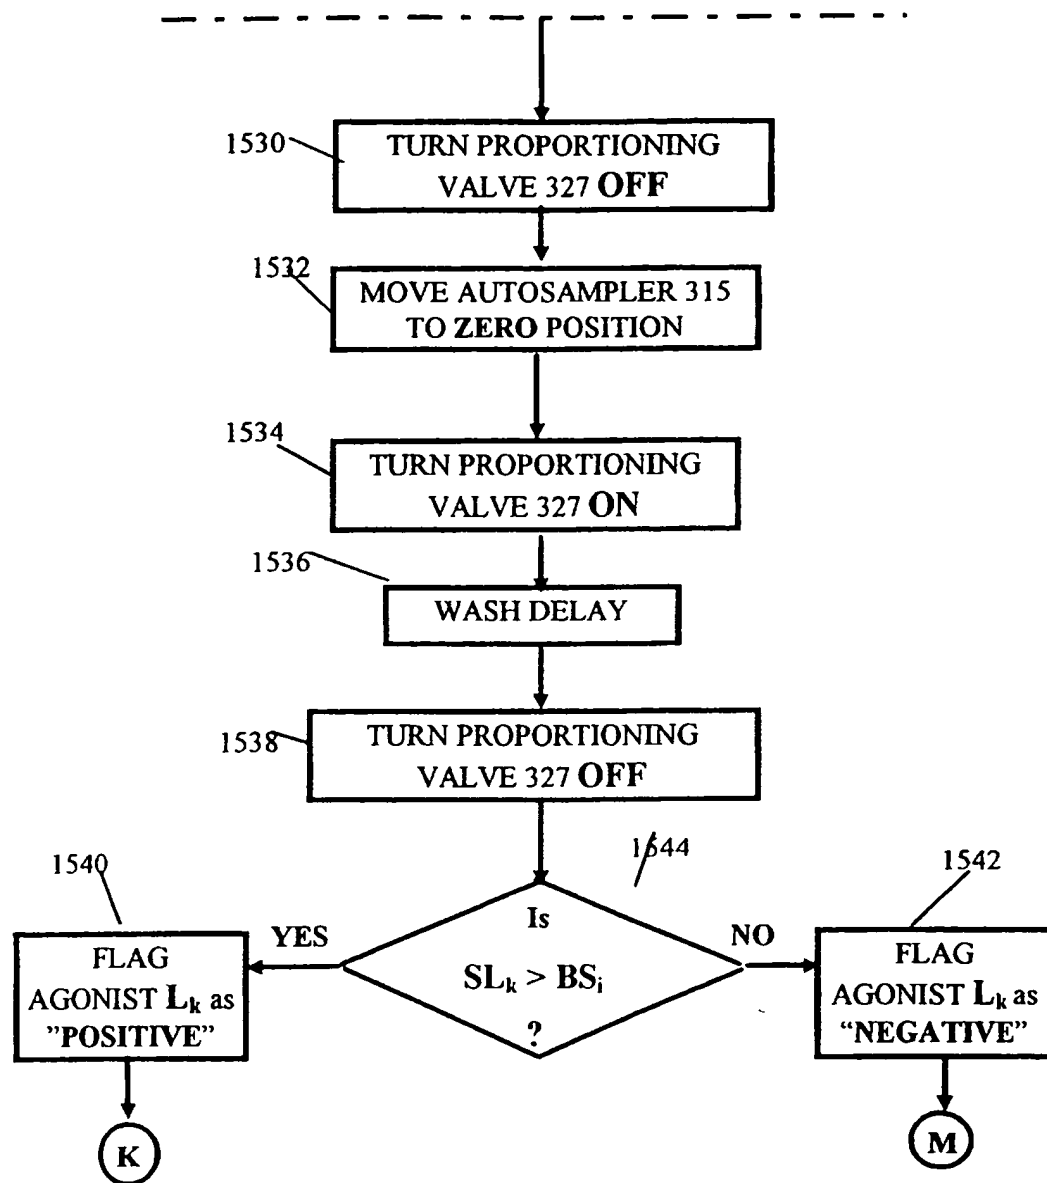 1530
TURN PROPORTIONING
VALVE 327 OFF
1532
MOVE AUTOSAMPLER 315
TO ZERO POSITION
1534
TURN PROPORTIONING
VALVE 327 ON
1536
WASH DELAY
1538
TURN PROPORTIONING
VALVE 327 OFF
1544
1540
1542
Is
SLk > BSi
?
YES
NO
FLAG
AGONIST Lk as
"POSITIVE"
FLAG
AGONIST Lk as
"NEGATIVE"
K
M